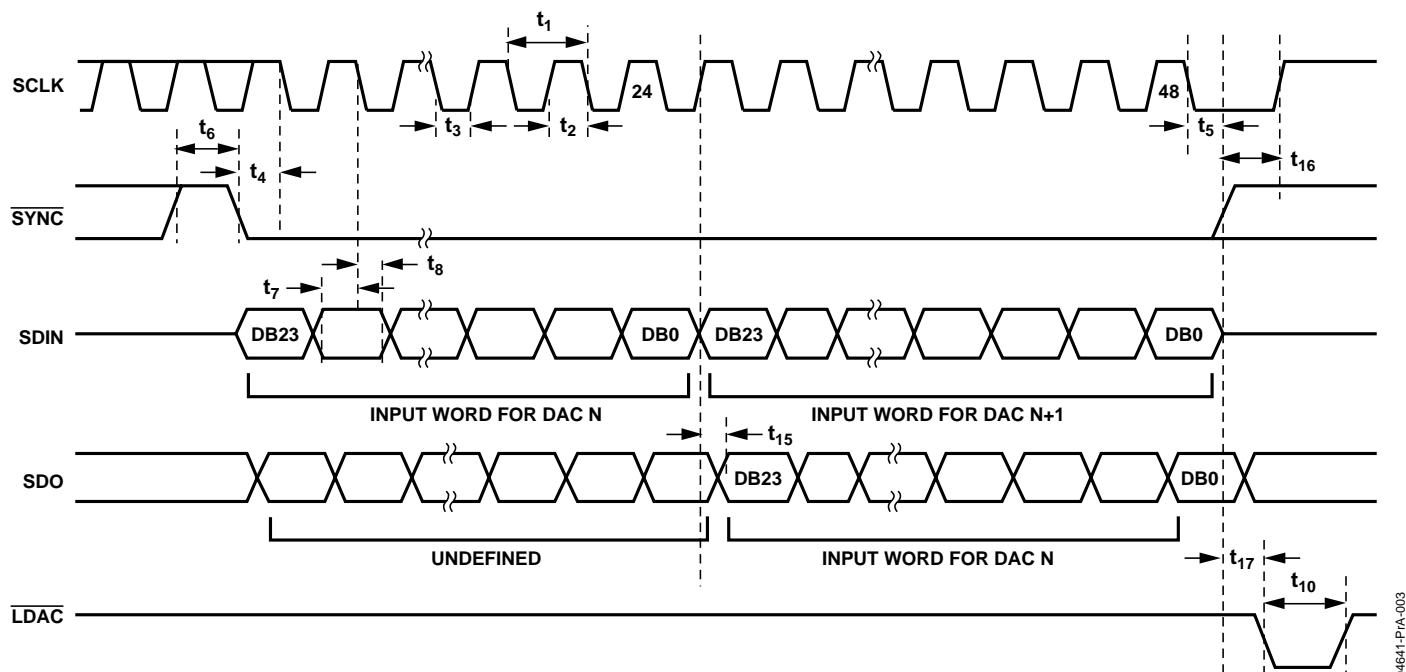 t1
SCLK
24
48
t3
t2
t5
t6
t4
t16
SYNC
t7
t8
SDIN
DB23
DB0
DB23
DB0
INPUT WORD FOR DAC N
INPUT WORD FOR DAC N+1
t15
SDO
DB23
DB0
UNDEFINED
INPUT WORD FOR DAC N
t17
t10
LDAC
4641-PrA-003